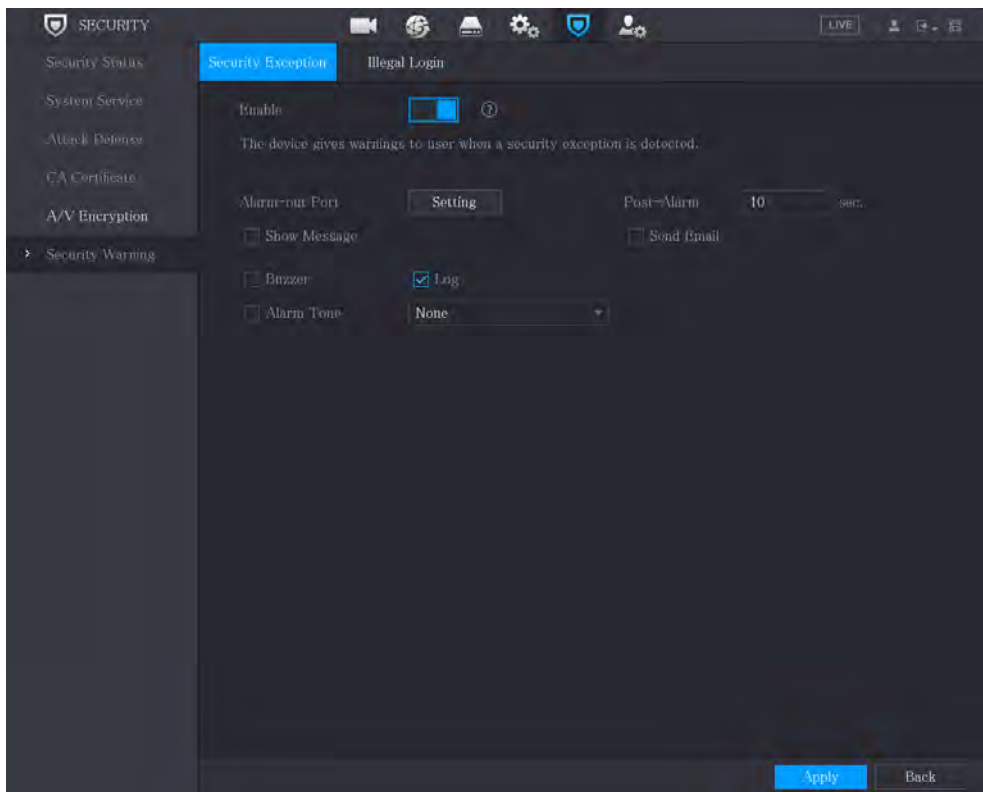 SECURITY
LIVE
Security Status
Security Exception
Illegal Login
System Service
Enable
Attack Defense
The device gives warnings to user when a security exception is detected.
CA Certificate
Alarm-out Port
Setting
Post-Alarm
10
sec.
A/V Encryption
Show Message
Send Email
Security Warning
Buzzer
Log
Alarm Tone
None
Apply
Back